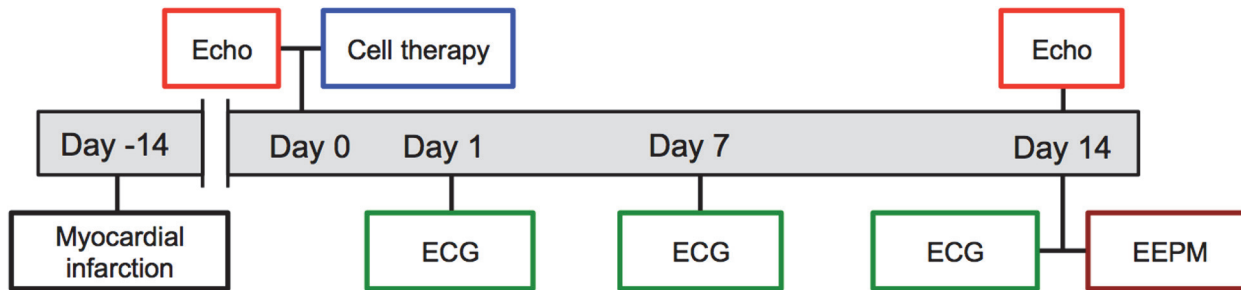 Echo
Cell therapy
Echo
Day -14
Day 0
Day 1
Day 7
Day 14
Myocardial
infarction
ECG
ECG
ECG
EEPM